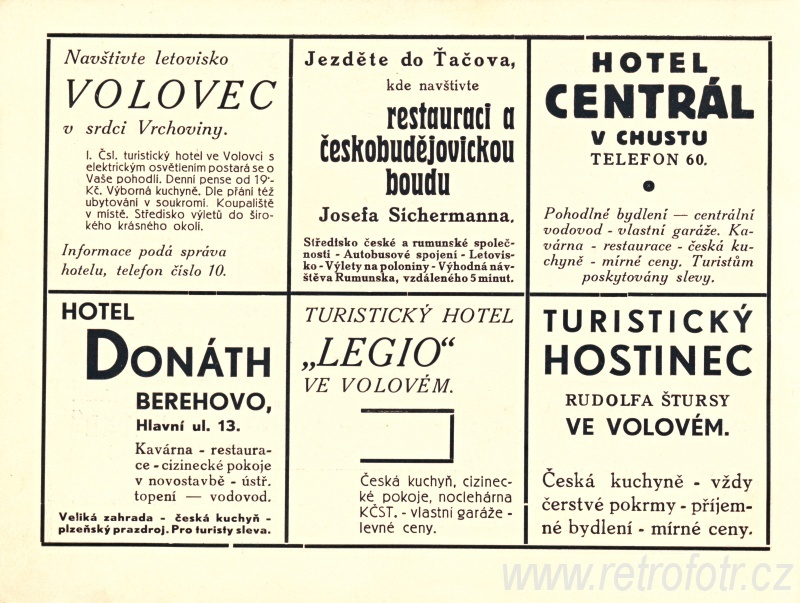 Navštivte letovisko
VOLOVEC
v srdci Vrchoviny.
I. Čsl. turistický hotel ve Volovci s
elektrickým osvětlením postará se o
Vaše pohodlí. Denní pense od 19·-
Kč. Výborná kuchyně. Dle přání též
ubytování v soukromí. Koupaliště
v místě. Středisko výletů do širo-
kého krásného okolí.
Informace podá správa
hotelu, telefon číslo 10.
Jezděte do Ťačova,
kde navštivte
restauraci a
českobudějovickou
boudu
Josefa Sichermanna.
Středisko české a rumunské společ-
nosti - Autobusové spojení - Letovis-
ko - Výlety na poloniny - Výhodná náv-
štěva Rumunska, vzdáleného 5 minut.
HOTEL
CENTRÁL
V CHUSTU
TELEFON 60.
Pohodlné bydlení — centrální
vodovod - vlastní garáže. Ka-
várna - restaurace - česká ku-
chyně - mírné ceny. Turistům
poskytovány slevy.
HOTEL
DONÁTH
BEREHOVO,
Hlavní ul. 13.
Kavárna - restaura-
ce - cizinecké pokoje
v novostavbě - ústř.
topení — vodovod.
Veliká zahrada - česká kuchyň -
plzeňský prazdroj. Pro turisty sleva.
TURISTICKÝ HOTEL
„LEGIO“
VE VOLOVÉM.
Česká kuchyň, cizinec-
ké pokoje, noclehárna
KČST. - vlastní garáže -
levné ceny.
TURISTICKÝ
HOSTINEC
RUDOLFA ŠTURSY
VE VOLOVÉM.
Česká kuchyně - vždy
čerstvé pokrmy - příjem-
né bydlení - mírné ceny.
www.retrofotr.cz